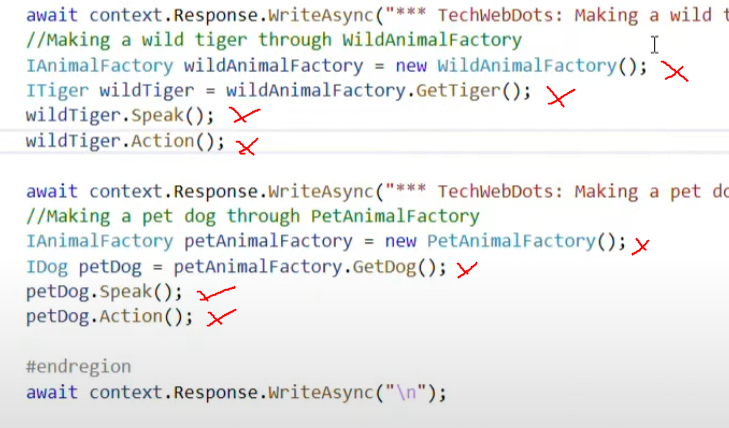 await context.Response.WriteAsync("*** TechWebDots: Making a wild
//Making a wild tiger through WildAnimalFactory
IAnimalFactory wildAnimalFactory = new WildAnimalFactory();
ITiger wildTiger = wildAnimalFactory.GetTiger();
wildTiger.Speak();
wildTiger.Action();
await context.Response.WriteAsync("*** TechWebDots: Making a pet
//Making a pet dog through PetAnimalFactory
IAnimalFactory petAnimalFactory = new PetAnimalFactory();
IDog petDog = petAnimalFactory.GetDog();
petDog.Speak();
petDog.Action();
#endregion
await context.Response.WriteAsync("\n");